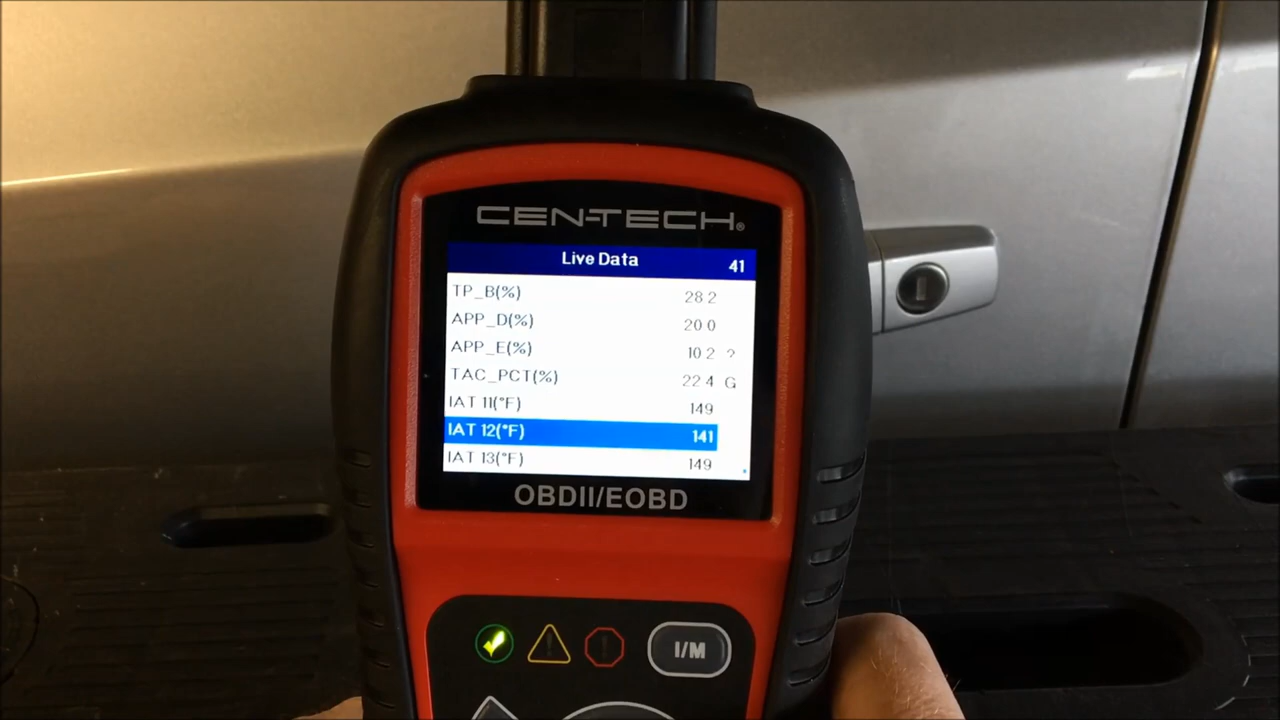 CEN-TECH®
Live Data 41
TP_B(%) 28.2
APP_D(%) 20.0
APP_E(%) 10.2 ?
TAC_PCT(%) 22.4 G
IAT 11(°F) 149
IAT 12(°F) 141
IAT 13(°F) 149
OBDII/EOBD
I/M